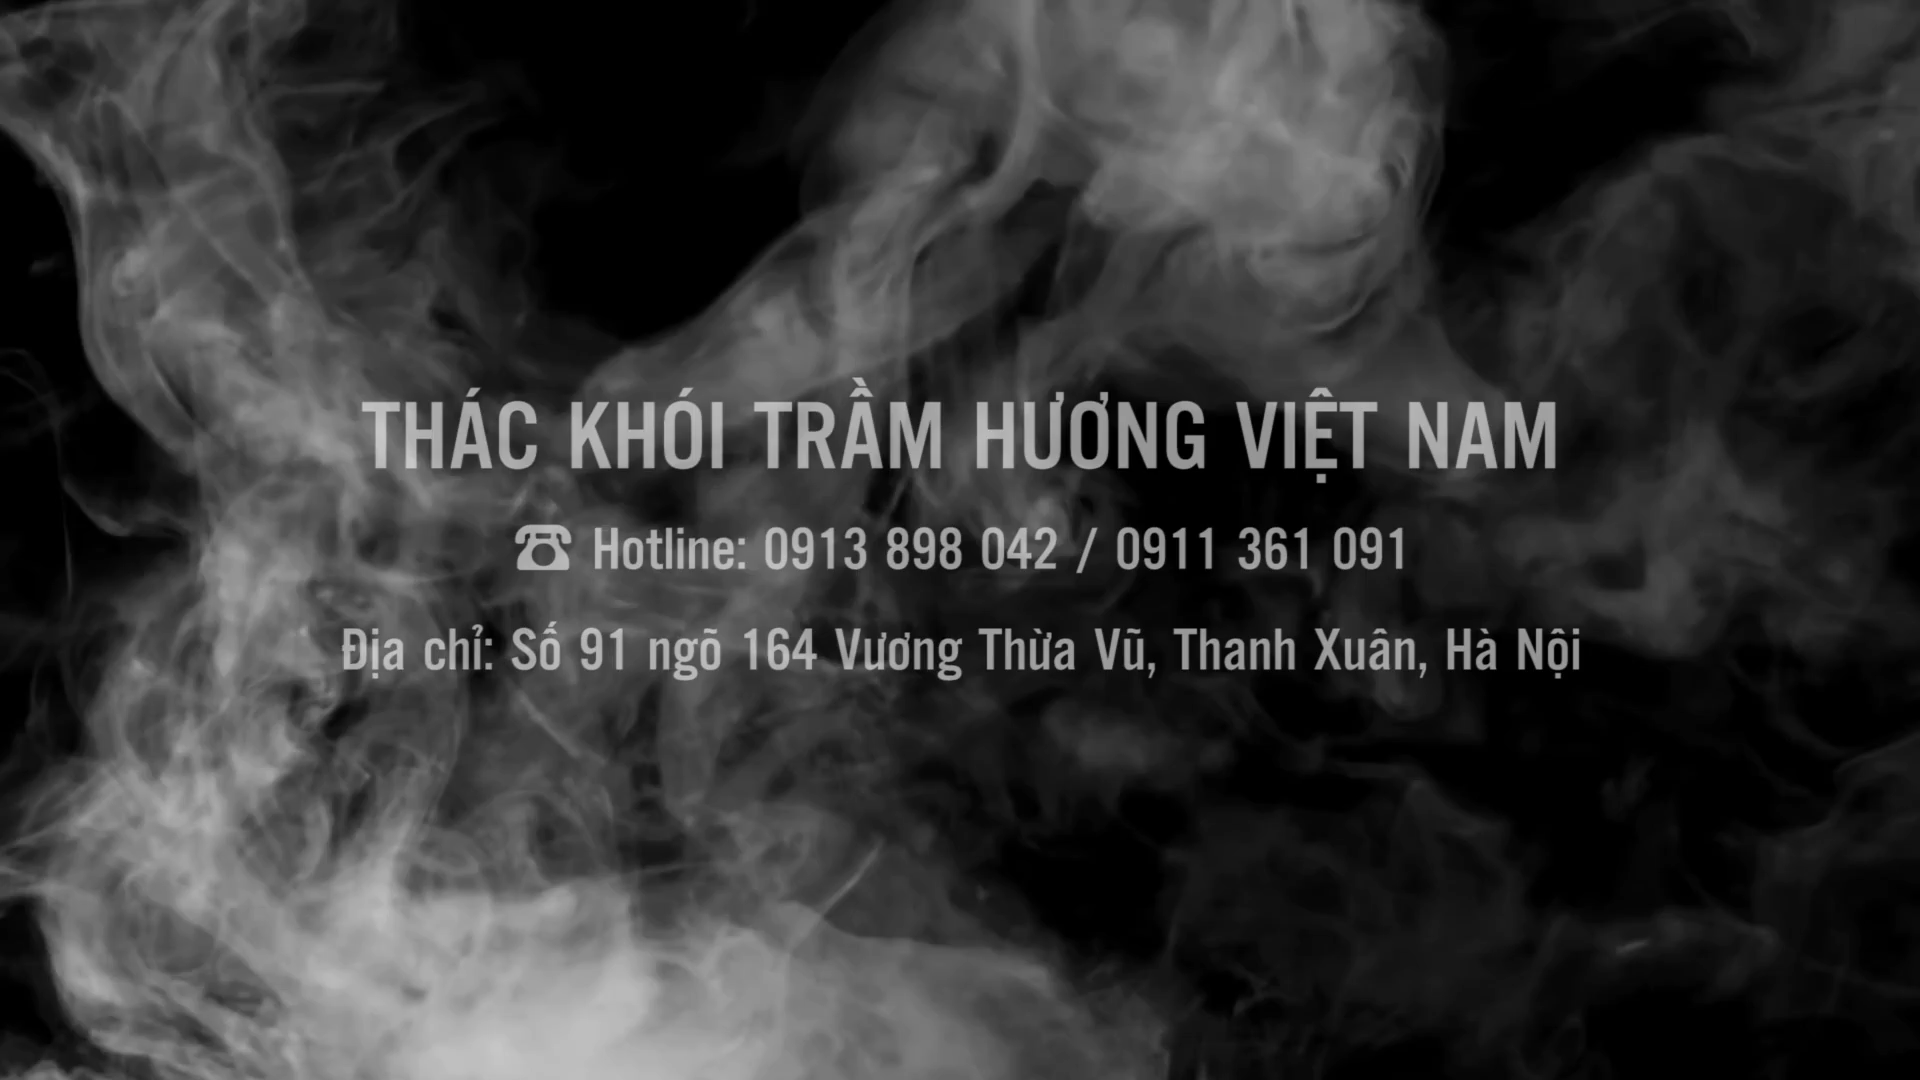 THÁC KHÓI TRẦM HƯƠNG VIỆT NAM
☎ Hotline: 0913 898 042 / 0911 361 091
Địa chỉ: Số 91 ngõ 164 Vương Thừa Vũ, Thanh Xuân, Hà Nội